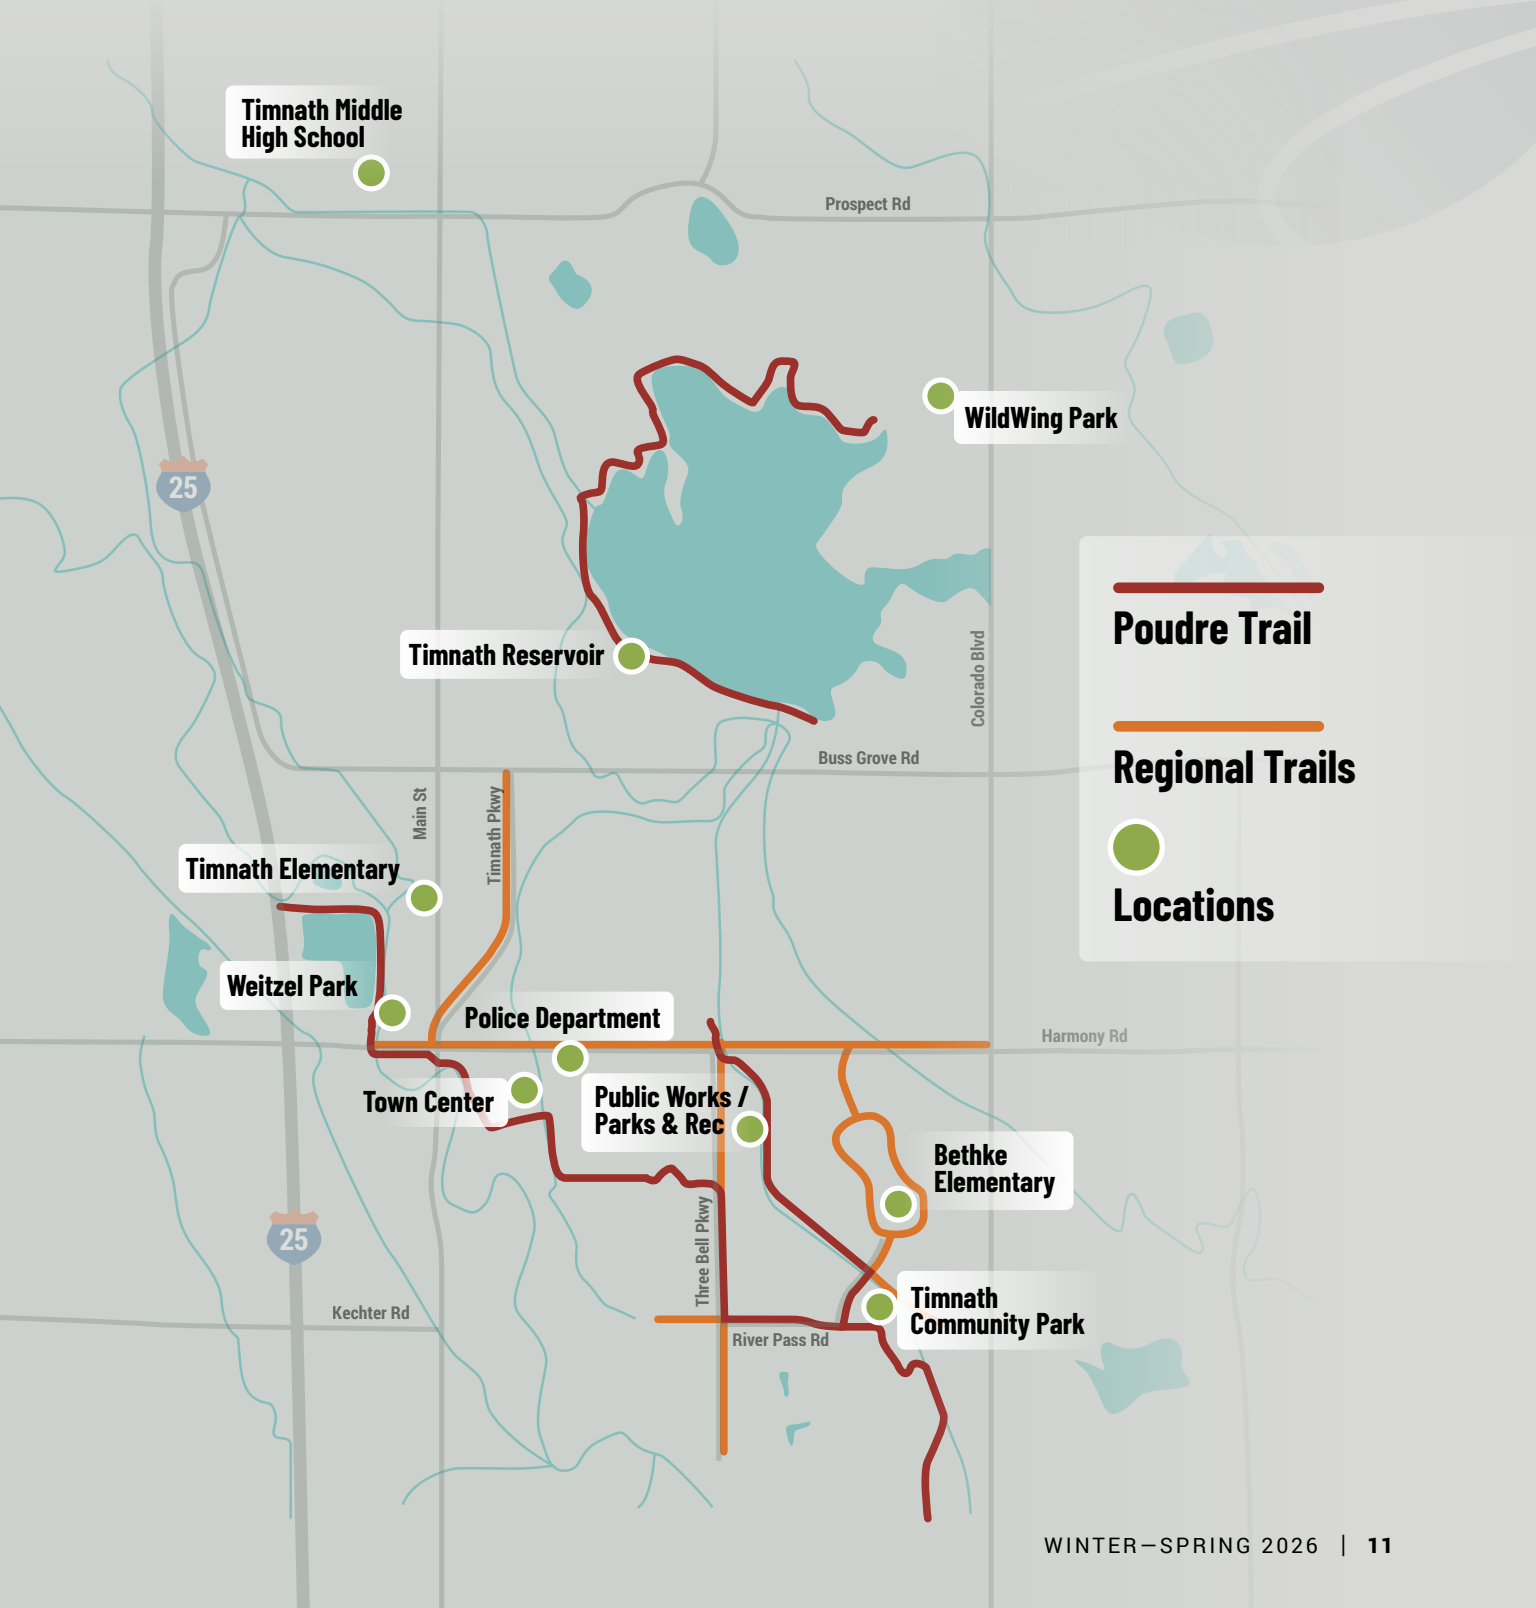 Timnath Middle
High School
Prospect Rd
WildWing Park
25
Poudre Trail
Timnath Reservoir
Colorado Blvd
Regional Trails
Buss Grove Rd
Main St
Timnath Pkwy
Timnath Elementary
Locations
Weitzel Park
Police Department
Harmony Rd
Town Center
Public Works /
Parks & Rec
Bethke
Elementary
Three Bell Pkwy
25
Timnath
Community Park
Kechter Rd
River Pass Rd
WINTER–SPRING 2026 | 11